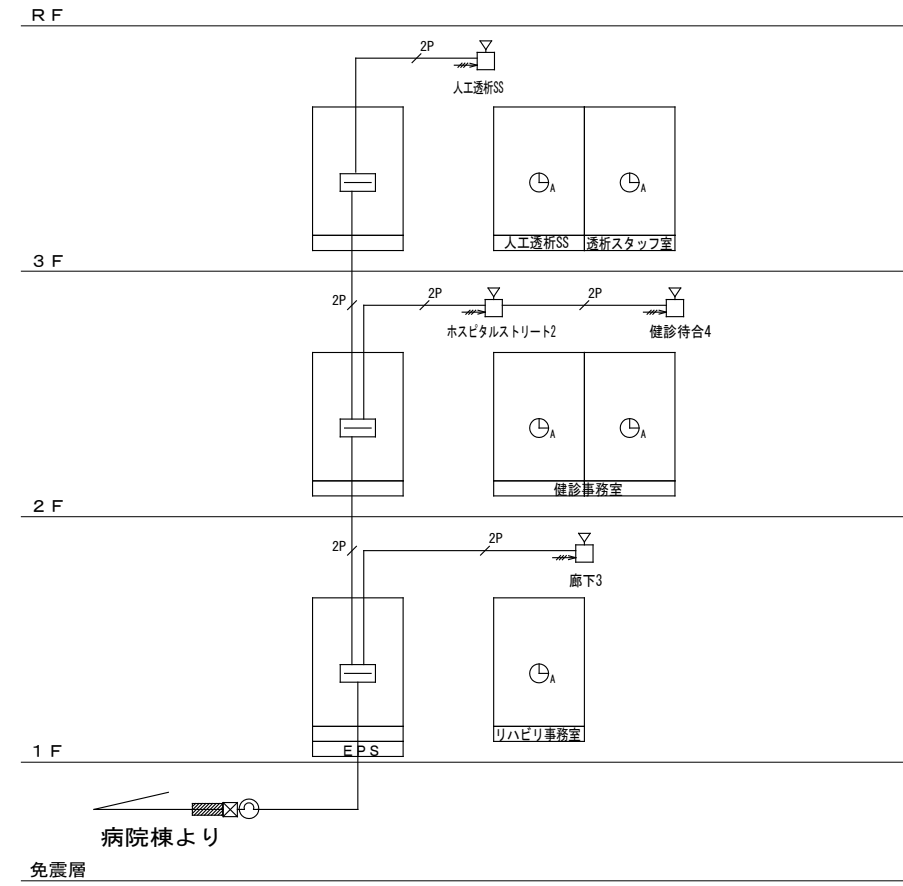 ＲＦ
2P
人工透析SS
A
A
人工透析SS
透析スタッフ室
３Ｆ
2P
2P
2P
ホスピタルストリート2
健診待合4
A
A
健診事務室
２Ｆ
2P
2P
廊下3
A
リハビリ事務室
ＥＰＳ
１Ｆ
病院棟より
免震層